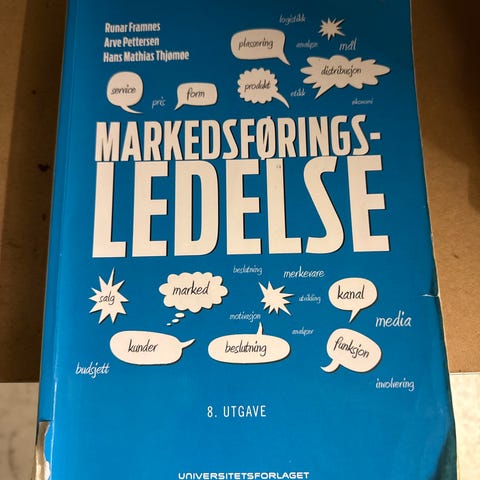 Runar Framnes
Arve Pettersen
Hans Mathias Thjømøe
logistikk
plassering
analyse
mål
distribusjon
service
pris
form
produkt
etikk
økonomi
MARKEDSFØRINGS-
LEDELSE
beslutning
merkevare
salg
marked
utvikling
kanal
motivasjon
media
kunder
beslutning
analyser
funksjon
budsjett
involvering
8. UTGAVE
UNIVERSITETSFORLAGET